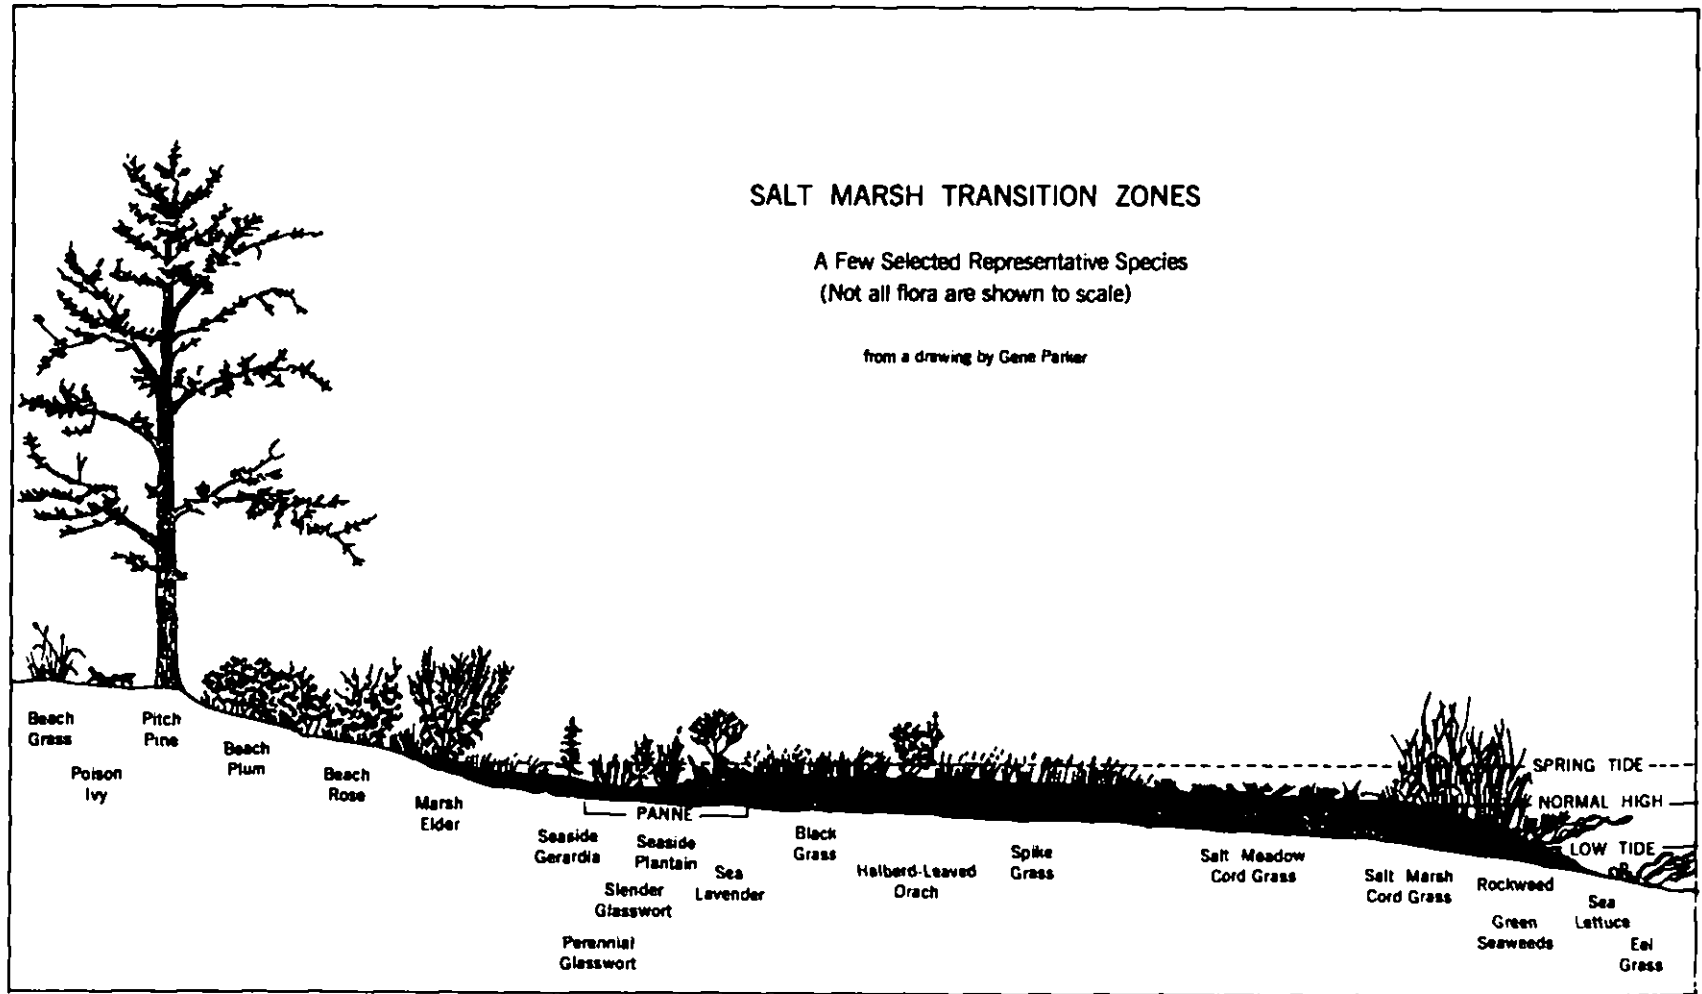 SALT MARSH TRANSITION ZONES
A Few Selected Representative Species
(Not all flora are shown to scale)
from a drawing by Gene Parker
SPRING TIDE
NORMAL HIGH
LOW TIDE
PANNE
Beach
Grass
Poison
Ivy
Pitch
Pine
Beach
Plum
Beach
Rose
Marsh
Elder
Seaside
Gerardia
Perennial
Glasswort
Slender
Glasswort
Seaside
Plantain
Sea
Lavender
Black
Grass
Halberd-Leaved
Orach
Spike
Grass
Salt Meadow
Cord Grass
Salt Marsh
Cord Grass
Rockweed
Green
Seaweeds
Sea
Lettuce
Eel
Grass